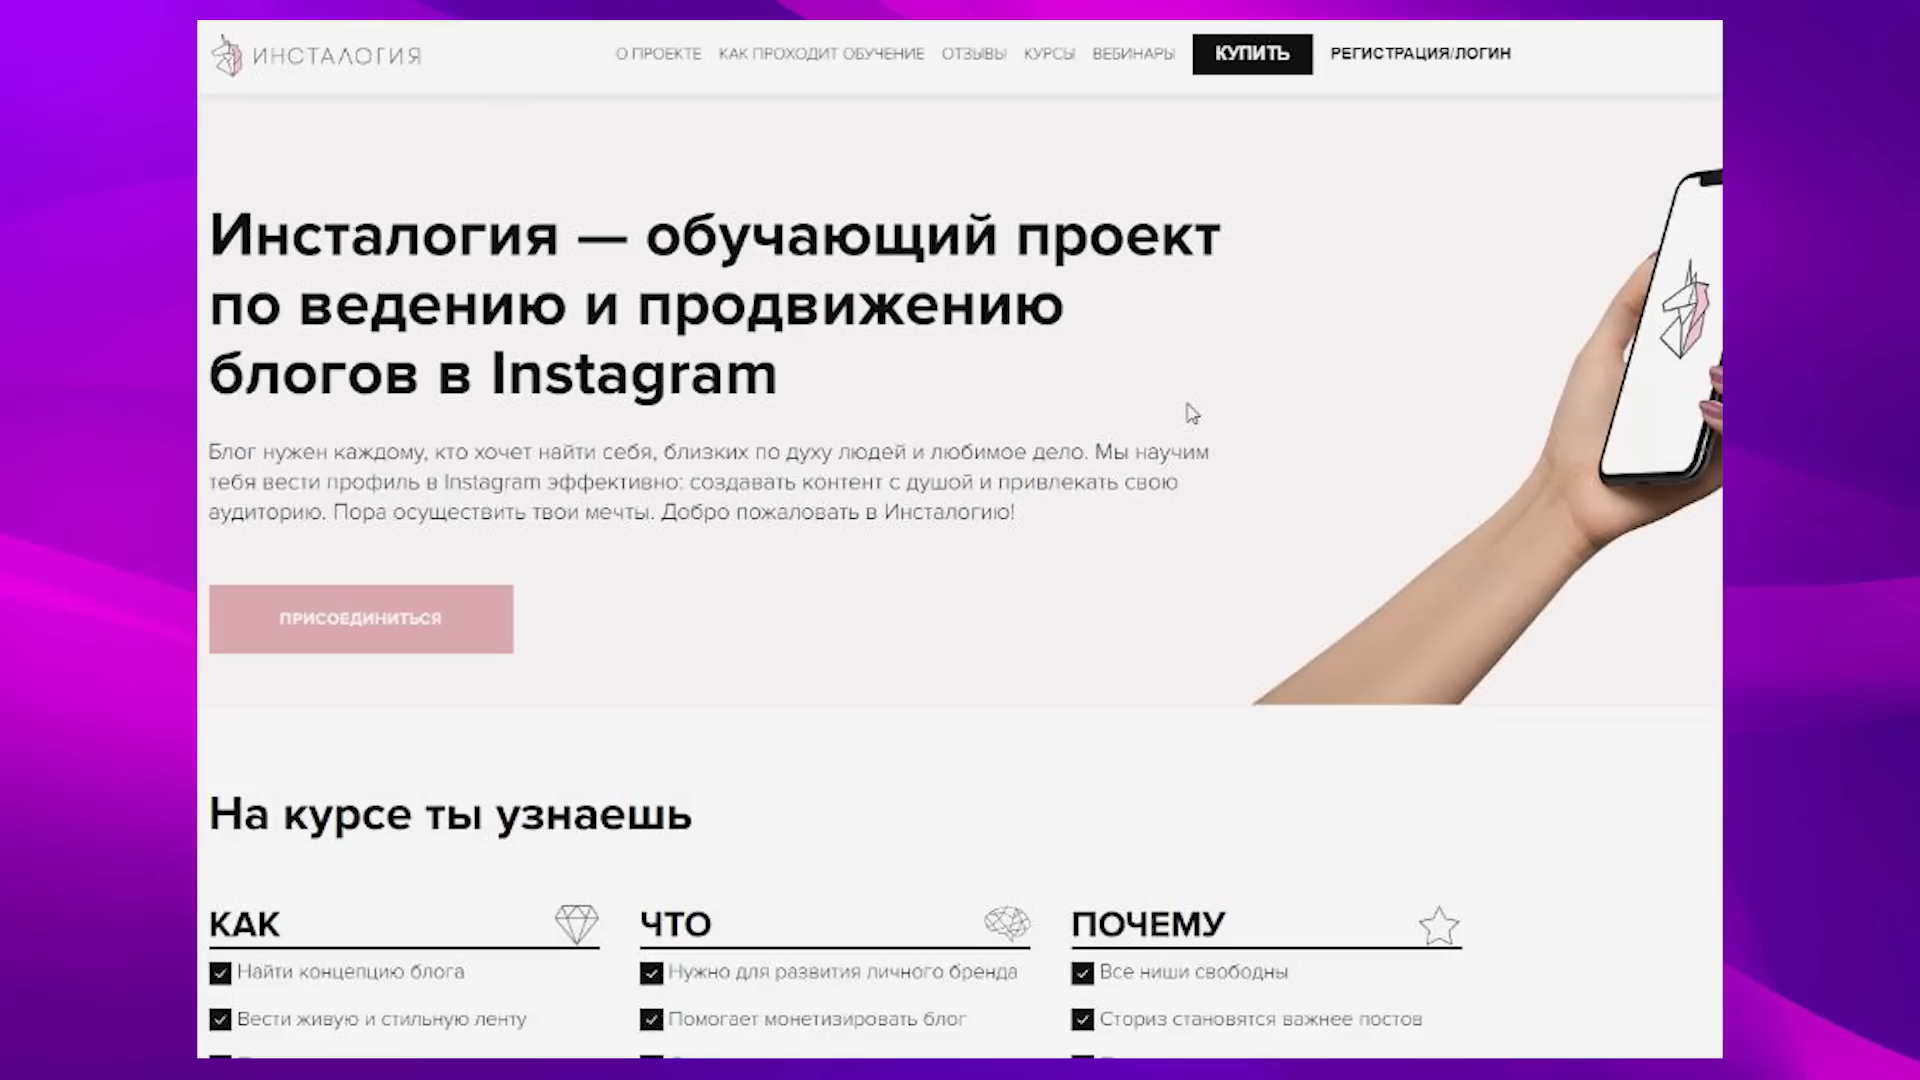 ИНСТАЛОГИЯ
О ПРОЕКТЕ КАК ПРОХОДИТ ОБУЧЕНИЕ ОТЗЫВЫ КУРСЫ ВЕБИНАРЫ КУПИТЬ РЕГИСТРАЦИЯ/ЛОГИН
Инсталогия — обучающий проект
по ведению и продвижению
блогов в Instagram
Блог нужен каждому, кто хочет найти себя, близких по духу людей и любимое дело. Мы научим
тебя вести профиль в Instagram эффективно: создавать контент с душой и привлекать свою
аудиторию. Пора осуществить твои мечты. Добро пожаловать в Инсталогию!
ПРИСОЕДИНИТЬСЯ
На курсе ты узнаешь
КАК
Найти концепцию блога
Вести живую и стильную ленту
ЧТО
Нужно для развития личного бренда
Помогает монетизировать блог
ПОЧЕМУ
Все ниши свободны
Сториз становятся важнее постов